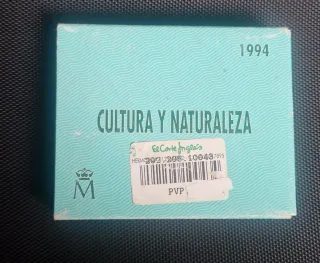 1994
CULTURA Y NATURALEZA
El Corte Inglés
M
PVP